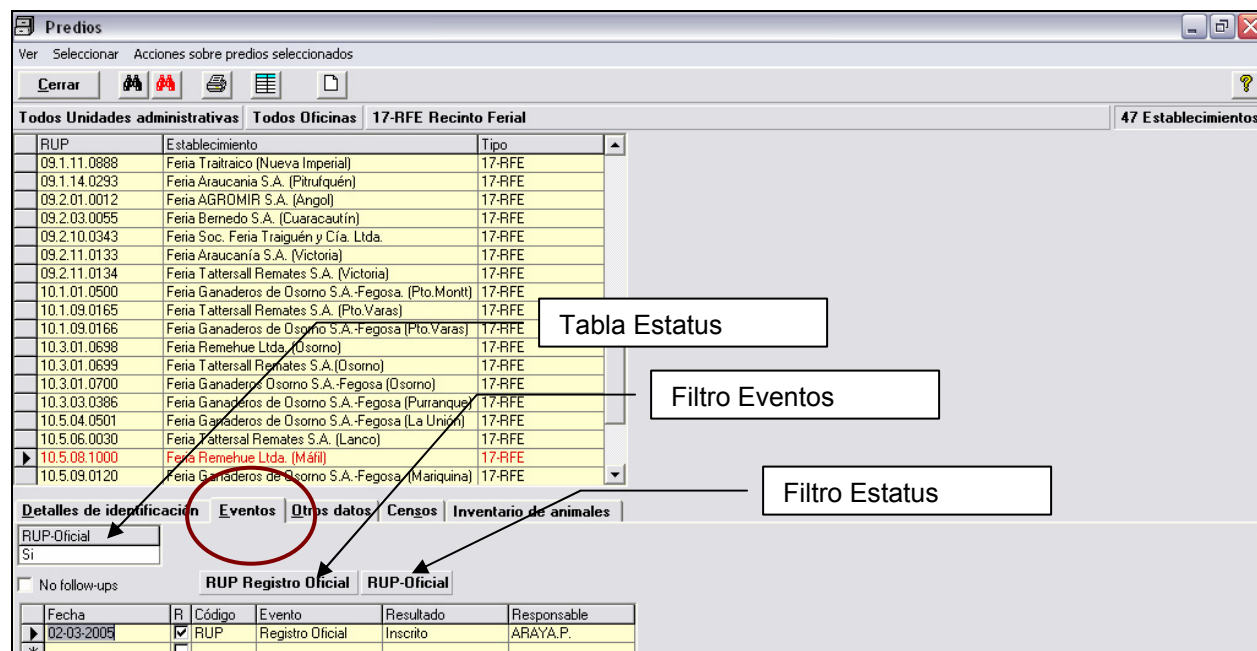 Predios
Ver Seleccionar Acciones sobre predios seleccionados
Cerrar
Todos Unidades administrativas Todos Oficinas 17-RFE Recinto Ferial 47 Establecimientos
RUP Establecimiento Tipo
09.1.11.0888 Feria Traitraico (Nueva Imperial) 17-RFE
09.1.14.0293 Feria Araucania S.A. (Pitrufquén) 17-RFE
09.2.01.0012 Feria AGROMIR S.A. (Angol) 17-RFE
09.2.03.0055 Feria Bernedo S.A. (Cuaracautín) 17-RFE
09.2.10.0343 Feria Soc. Feria Traiguén y Cía. Ltda. 17-RFE
09.2.11.0133 Feria Araucanía S.A. (Victoria) 17-RFE
09.2.11.0134 Feria Tattersall Remates S.A. (Victoria) 17-RFE
10.1.01.0500 Feria Ganaderos de Osorno S.A.-Fegosa. (Pto.Montt) 17-RFE
10.1.09.0165 Feria Tattersall Remates S.A. (Pto.Varas) 17-RFE
10.1.09.0166 Feria Ganaderos de Osorno S.A.-Fegosa (Pto.Varas) 17-RFE
Tabla Estatus
10.3.01.0698 Feria Remehue Ltda. (Osorno) 17-RFE
10.3.01.0699 Feria Tattersall Remates S.A.(Osorno) 17-RFE
10.3.01.0700 Feria Ganaderos Osorno S.A.-Fegosa (Osorno) 17-RFE
10.3.03.0386 Feria Ganaderos de Osorno S.A.-Fegosa (Purranque) 17-RFE
Filtro Eventos
10.5.04.0501 Feria Ganaderos de Osorno S.A.-Fegosa (La Unión) 17-RFE
10.5.06.0030 Feria Tattersal Remates S.A. (Lanco) 17-RFE
10.5.08.1000 Feria Remehue Ltda. (Máfil) 17-RFE
10.5.09.0120 Feria Ganaderos de Osorno S.A.-Fegosa (Mariquina) 17-RFE
Filtro Estatus
Detalles de identificación Eventos Otros datos Censos Inventario de animales
RUP-Oficial
Si
No follow-ups RUP Registro Oficial RUP-Oficial
Fecha R Código Evento Resultado Responsable
02-03-2005 RUP Registro Oficial Inscrito ARAYA.P.